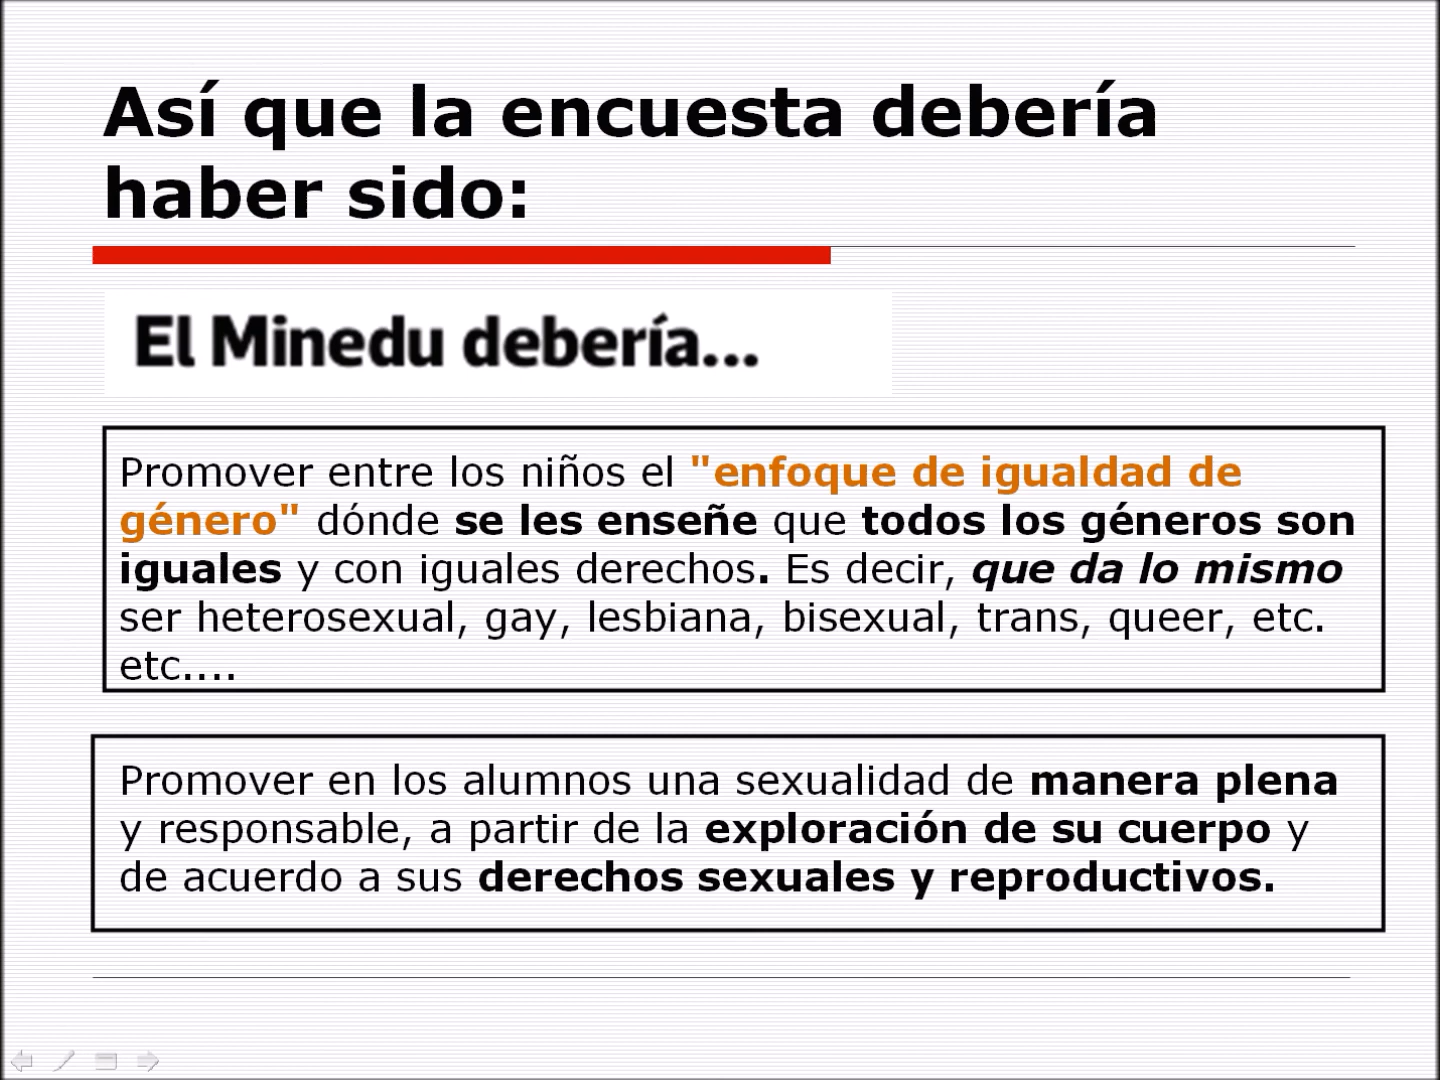 Así que la encuesta debería
haber sido:
El Minedu debería...
Promover entre los niños el "enfoque de igualdad de
género" dónde se les enseñe que todos los géneros son
iguales y con iguales derechos. Es decir, que da lo mismo
ser heterosexual, gay, lesbiana, bisexual, trans, queer, etc.
etc....
Promover en los alumnos una sexualidad de manera plena
y responsable, a partir de la exploración de su cuerpo y
de acuerdo a sus derechos sexuales y reproductivos.